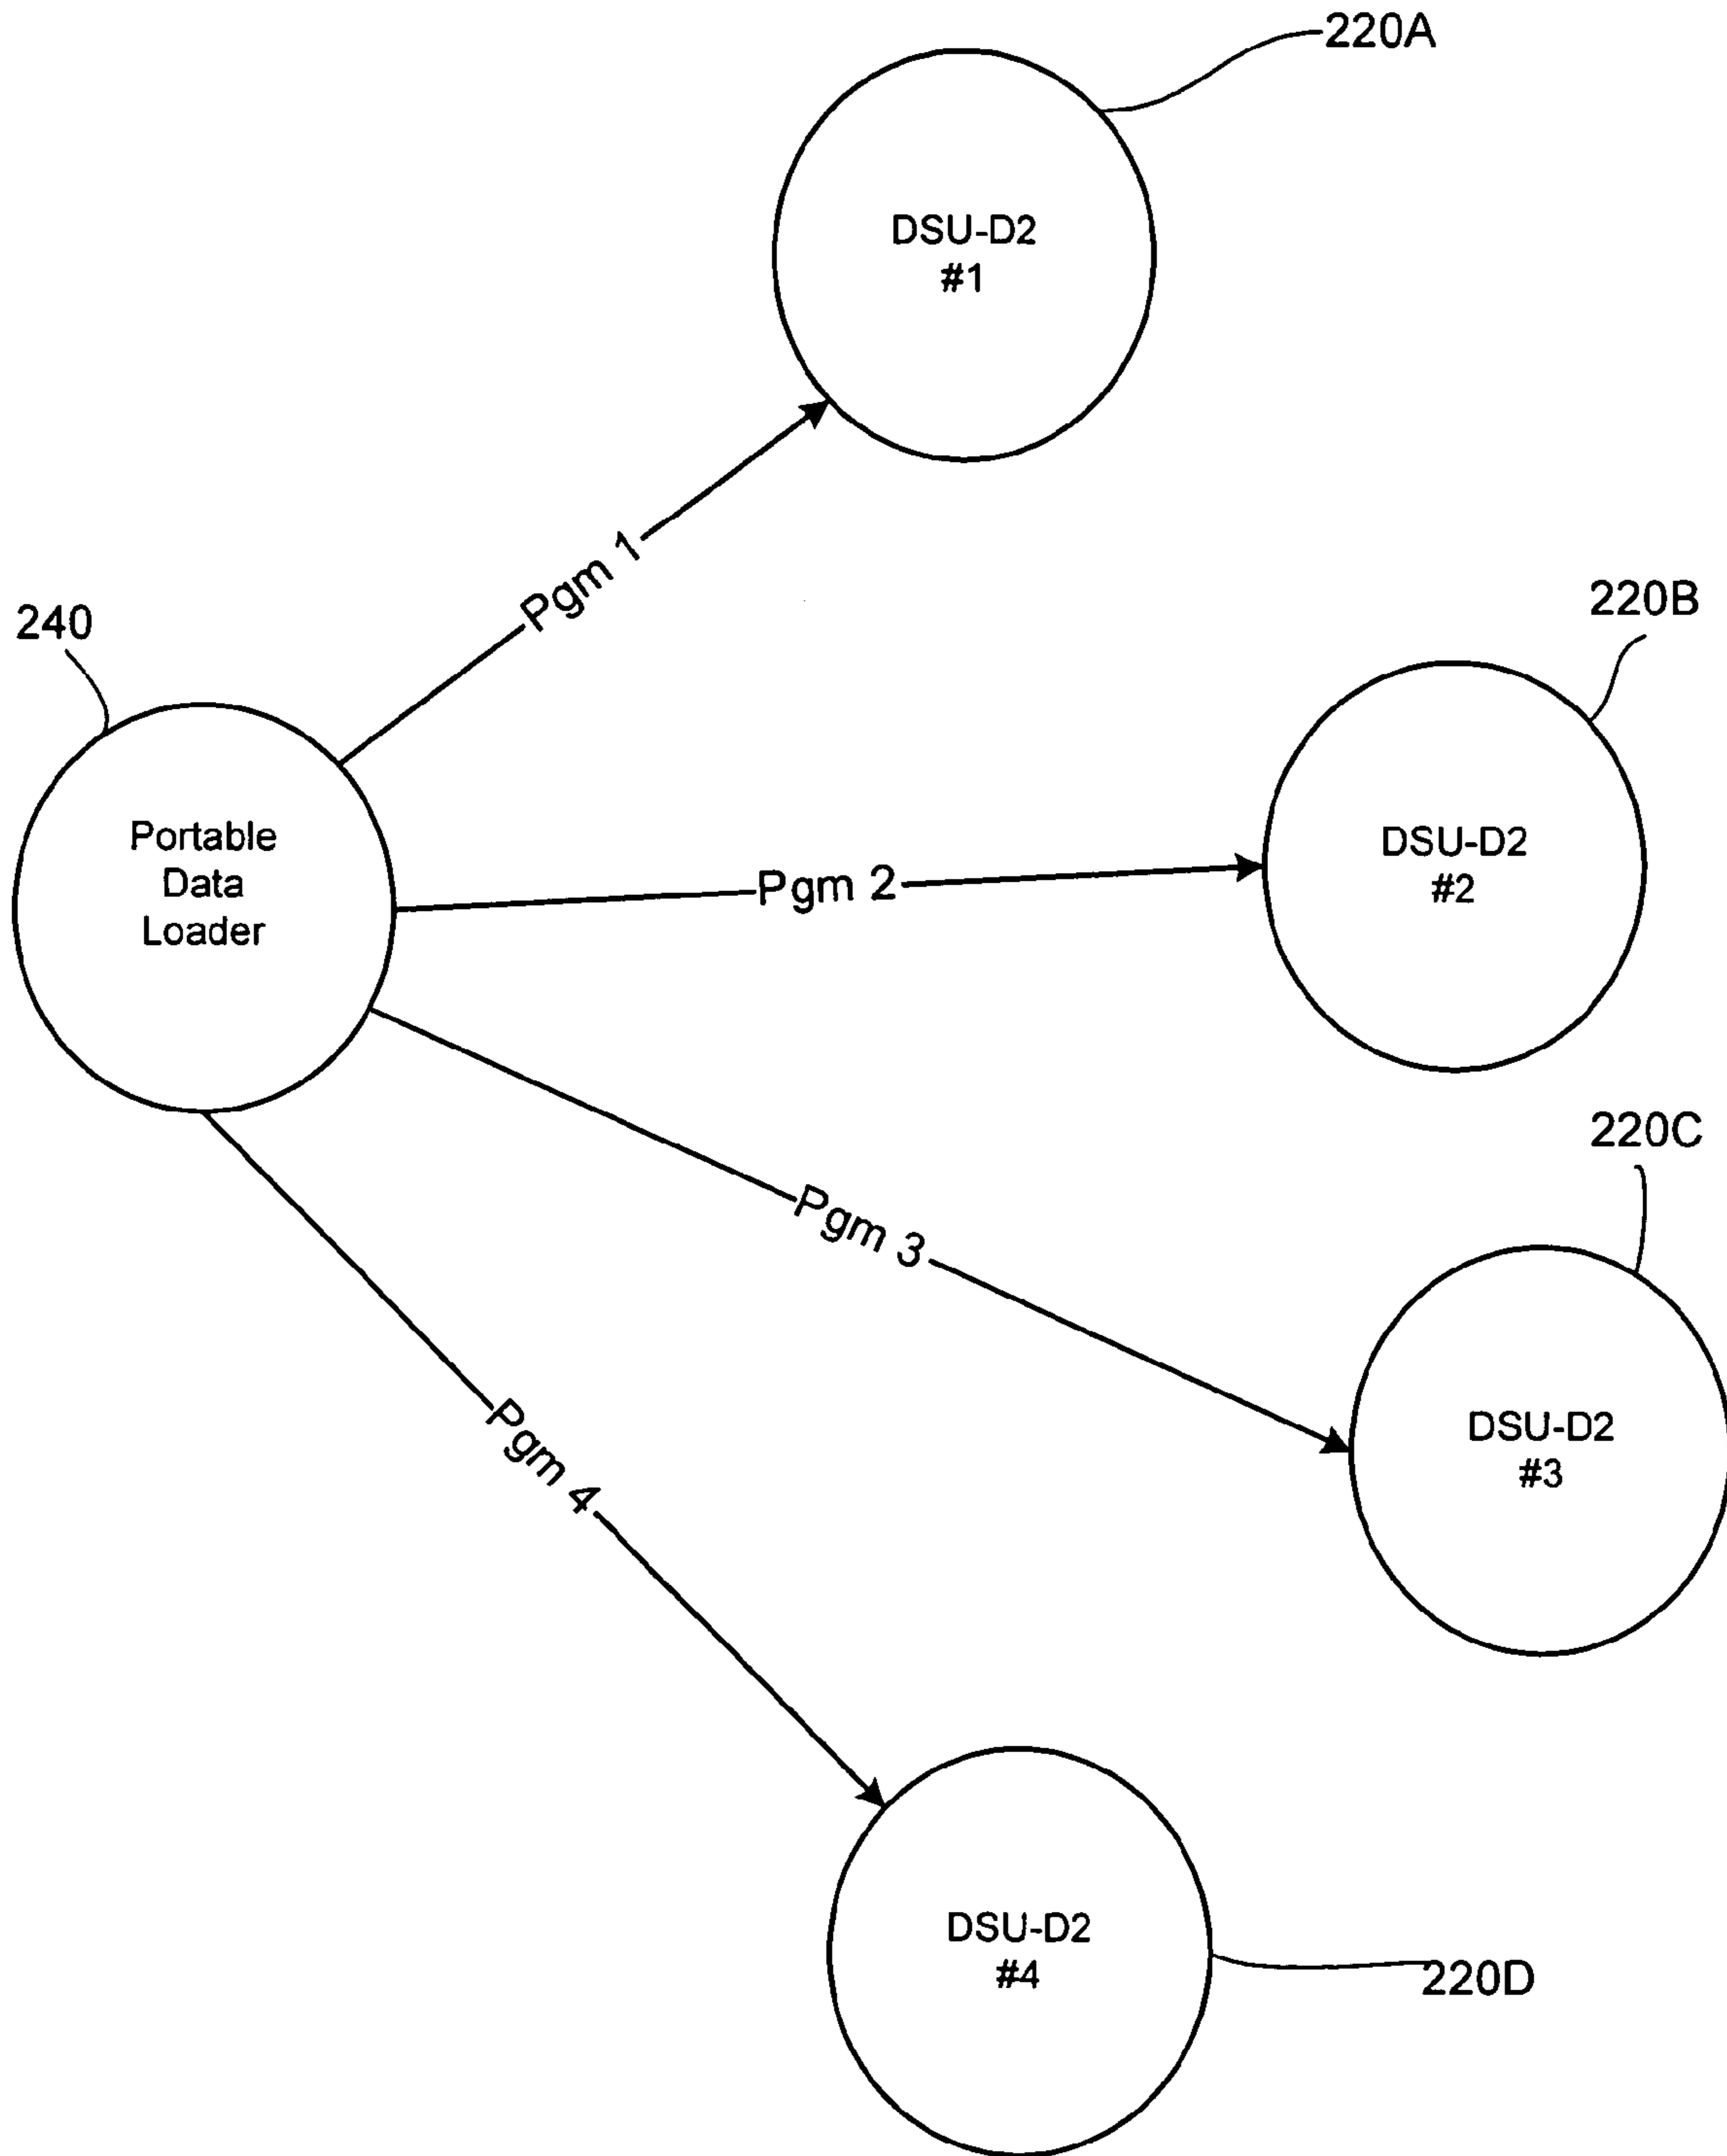 220A
DSU-D2
#1
Pgm 1
220B
240
Portable
Data
Loader
DSU-D2
#2
Pgm 2
220C
Pgm 3
DSU-D2
#3
Pgm 4
DSU-D2
#4
220D